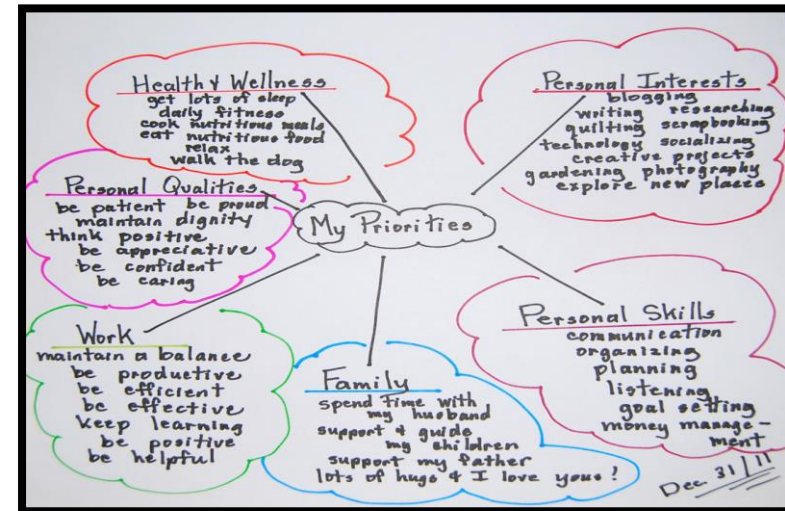 Health & Wellness
get lots of sleep
daily fitness
cook nutritious meals
eat nutritious food
relax
walk the dog
Personal Interests
blogging
writing researching
quilting scrapbooking
technology socializing
creative projects
gardening photography
explore new places
Personal Qualities
be patient be proud
maintain dignity
think positive
be appreciative
be confident
be caring
My Priorities
Work
maintain a balance
be productive
be efficient
be effective
keep learning
be positive
be helpful
Family
spend time with
my husband
support & guide
my children
support my father
lots of hugs & I love yous!
Personal Skills
communication
organizing
planning
listening
goal setting
money manage-
ment
Dec 31/11